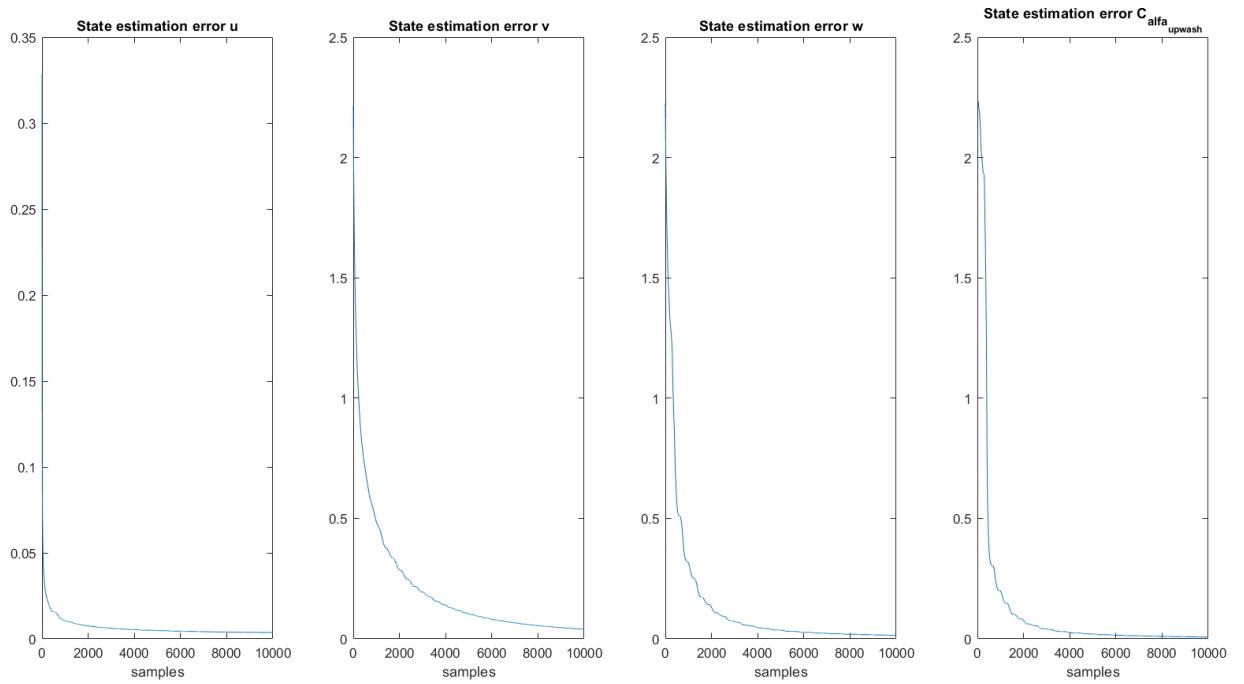 State estimation error u
0.35
0.3
0.25
0.2
0.15
0.1
0.05
0
0 2000 4000 6000 8000 10000
samples
State estimation error v
2.5
2
1.5
1
0.5
0
0 2000 4000 6000 8000 10000
samples
State estimation error w
2.5
2
1.5
1
0.5
0
0 2000 4000 6000 8000 10000
samples
State estimation error C alfa upwash
2.5
2
1.5
1
0.5
0
0 2000 4000 6000 8000 10000
samples